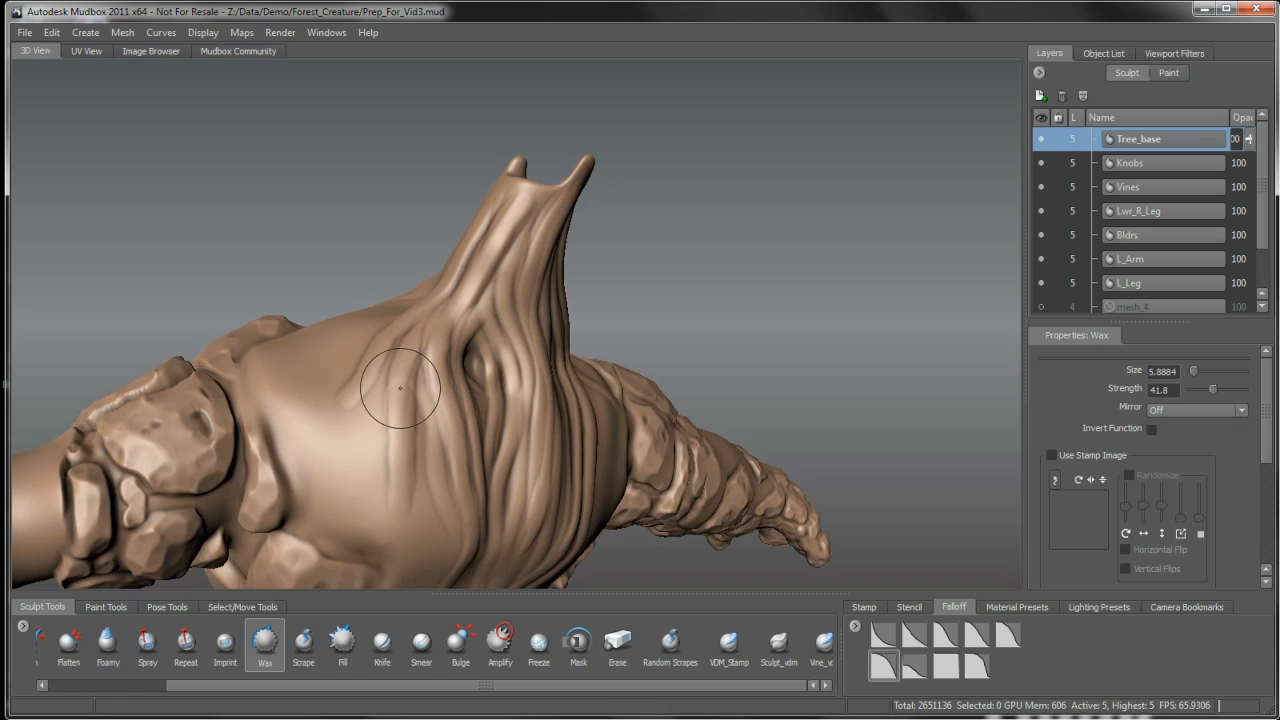 Autodesk Mudbox 2011 x64 - Not For Resale - Z:/Data/Demo/Forest_Creature/Prep_For_Vid3.mud
File Edit Create Mesh Curves Display Maps Render Windows Help
3D View UV View Image Browser Mudbox Community
Layers Object List Viewport Filters
Sculpt Paint
L Name Opac
5 Tree_base 00
5 Knobs 100
5 Vines 100
5 Lwr_R_Leg 100
5 Bldrs 100
5 L_Arm 100
5 L_Leg 100
4 mesh_4 100
Properties: Wax
Size 5.8884
Strength 41.8
Mirror Off
Invert Function
Use Stamp Image
Randomize
Horizontal Flip
Vertical Flips
Sculpt Tools Paint Tools Pose Tools Select/Move Tools
Flatten Foamy Spray Repeat Imprint Wax Scrape Fill Knife Smear Bulge Amplify Freeze Mask Erase Random Scrapes VDM_Stamp Sculpt_vdm
Stamp Stencil Falloff Material Presets Lighting Presets Camera Bookmarks
Total: 2651136 Selected: 0 GPU Mem: 606 Active: 5, Highest: 5 FPS: 65.9306